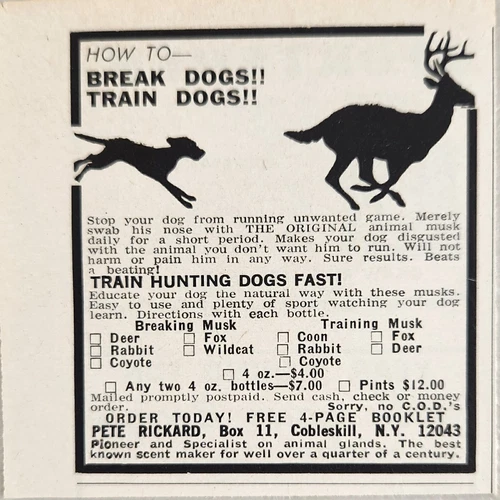 HOW TO—
BREAK DOGS!!
TRAIN DOGS!!
Stop your dog from running unwanted game. Merely
swab his nose with THE ORIGINAL animal musk
daily for a short period. Makes your dog disgusted
with the animal you don't want him to run. Will not
harm or pain him in any way. Sure results. Beats
a beating!
TRAIN HUNTING DOGS FAST!
Educate your dog the natural way with these musks.
Easy to use and plenty of sport watching your dog
learn. Directions with each bottle.
Breaking Musk Training Musk
☐ Deer ☐ Fox ☐ Coon ☐ Fox
☐ Rabbit ☐ Wildcat ☐ Rabbit ☐ Deer
☐ Coyote ☐ Coyote
☐ 4 oz.—$4.00
☐ Any two 4 oz. bottles—$7.00 ☐ Pints $12.00
Mailed promptly postpaid. Send cash, check or money
order. Sorry, no C.O.D.'s
ORDER TODAY! FREE 4-PAGE BOOKLET
PETE RICKARD, Box 11, Cobleskill, N.Y. 12043
Pioneer and Specialist on animal glands. The best
known scent maker for well over a quarter of a century.